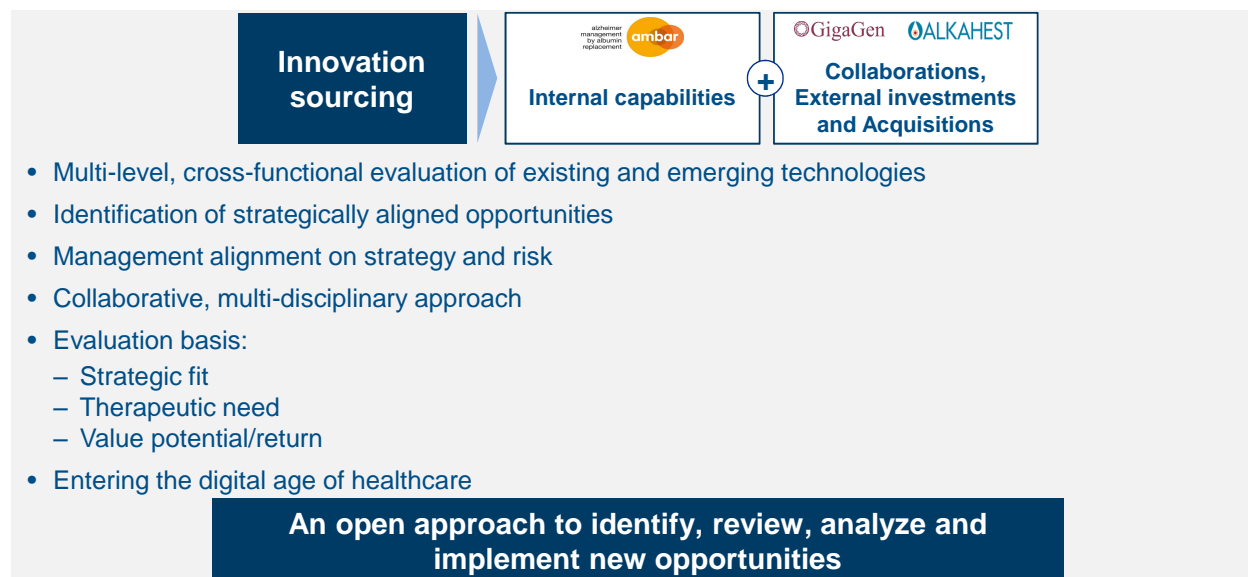 Innovation
sourcing
alzheimer
management
by albumin
replacement
ambar
Internal capabilities
+
GigaGen
ALKAHEST
Collaborations,
External investments
and Acquisitions
• Multi-level, cross-functional evaluation of existing and emerging technologies
• Identification of strategically aligned opportunities
• Management alignment on strategy and risk
• Collaborative, multi-disciplinary approach
• Evaluation basis:
– Strategic fit
– Therapeutic need
– Value potential/return
• Entering the digital age of healthcare
An open approach to identify, review, analyze and
implement new opportunities